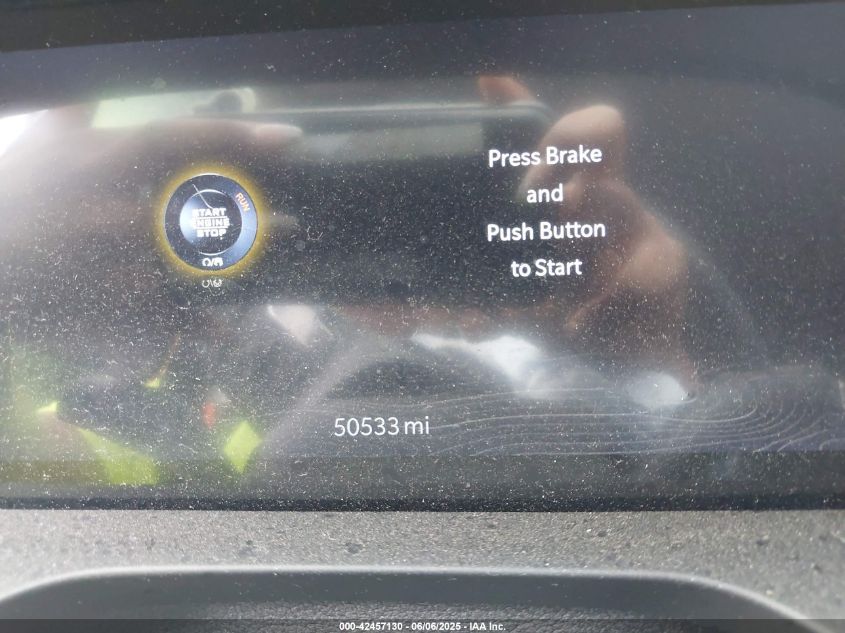 Press Brake
and
Push Button
to Start
RUN
START
ENGINE
STOP
50533 mi
000-42457130 - 06/06/2025 - IAA Inc.